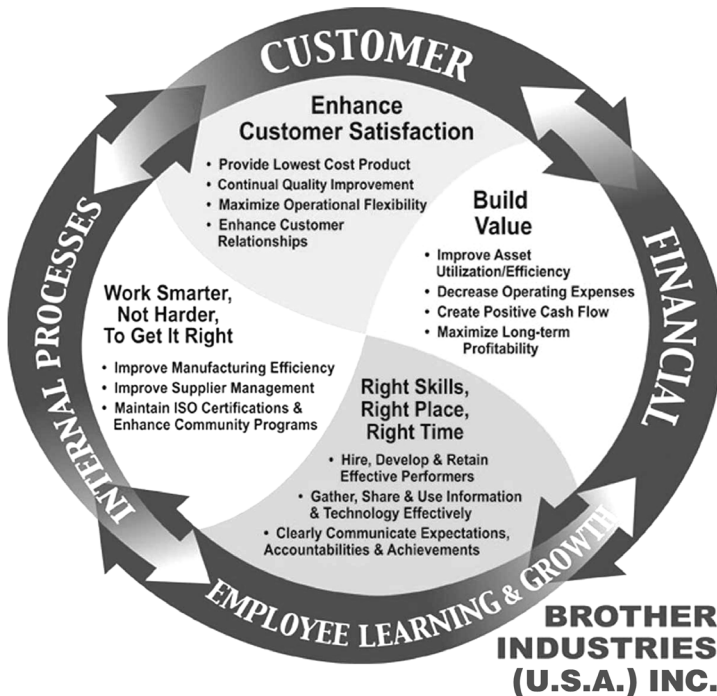 CUSTOMER
Enhance
Customer Satisfaction
• Provide Lowest Cost Product
• Continual Quality Improvement
• Maximize Operational Flexibility
• Enhance Customer
Relationships
FINANCIAL
Build
Value
• Improve Asset
Utilization/Efficiency
• Decrease Operating Expenses
• Create Positive Cash Flow
• Maximize Long-term
Profitability
INTERNAL PROCESSES
Work Smarter,
Not Harder,
To Get It Right
• Improve Manufacturing Efficiency
• Improve Supplier Management
• Maintain ISO Certifications &
Enhance Community Programs
Right Skills,
Right Place,
Right Time
• Hire, Develop & Retain
Effective Performers
• Gather, Share & Use Information
& Technology Effectively
• Clearly Communicate Expectations,
Accountabilities & Achievements
EMPLOYEE LEARNING & GROWTH
BROTHER
INDUSTRIES
(U.S.A.) INC.